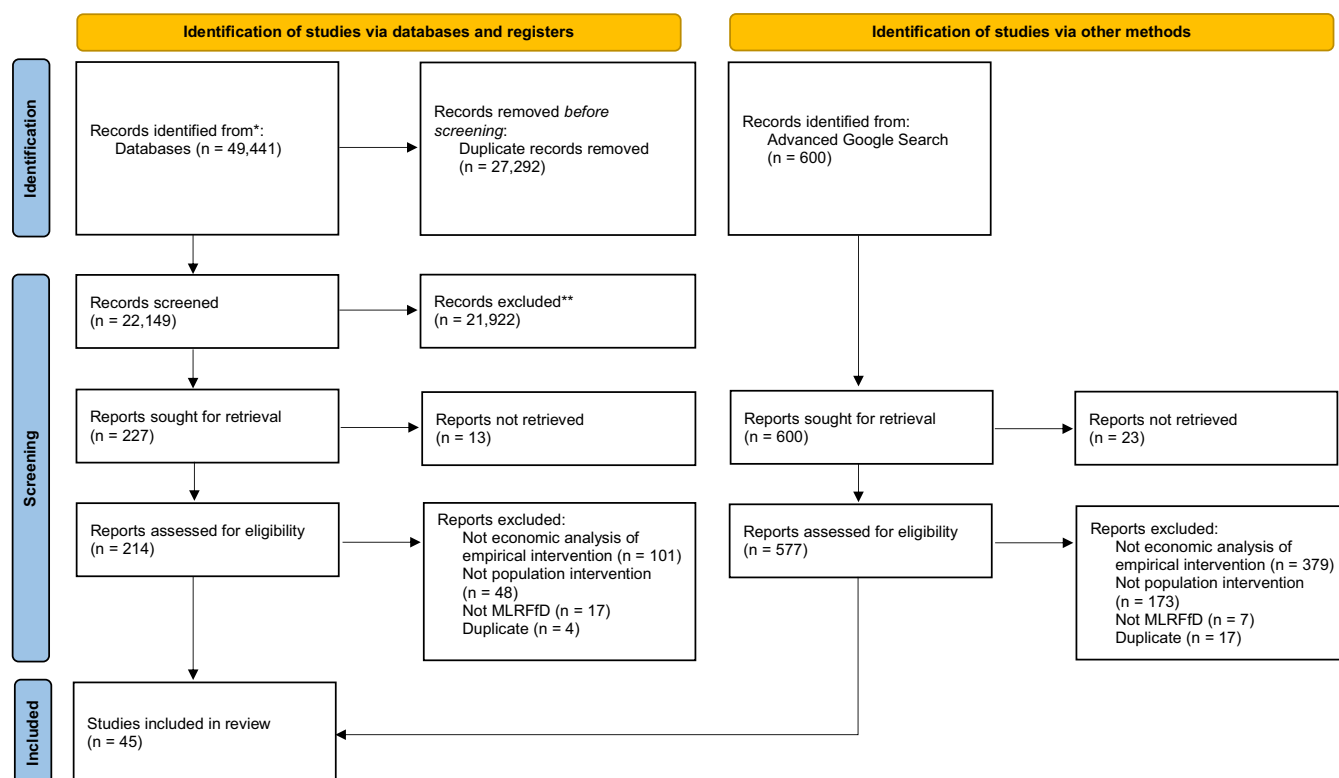 Identification of studies via databases and registers
Identification of studies via other methods
Identification
Records identified from*:
Databases (n = 49,441)
Records removed before
screening:
Duplicate records removed
(n = 27,292)
Records identified from:
Advanced Google Search
(n = 600)
Screening
Records screened
(n = 22,149)
Records excluded**
(n = 21,922)
Reports sought for retrieval
(n = 227)
Reports not retrieved
(n = 13)
Reports sought for retrieval
(n = 600)
Reports not retrieved
(n = 23)
Reports assessed for eligibility
(n = 214)
Reports excluded:
Not economic analysis of
empirical intervention (n = 101)
Not population intervention
(n = 48)
Not MLRFfD (n = 17)
Duplicate (n = 4)
Reports assessed for eligibility
(n = 577)
Reports excluded:
Not economic analysis of
empirical intervention (n = 379)
Not population intervention
(n = 173)
Not MLRFfD (n = 7)
Duplicate (n = 17)
Included
Studies included in review
(n = 45)